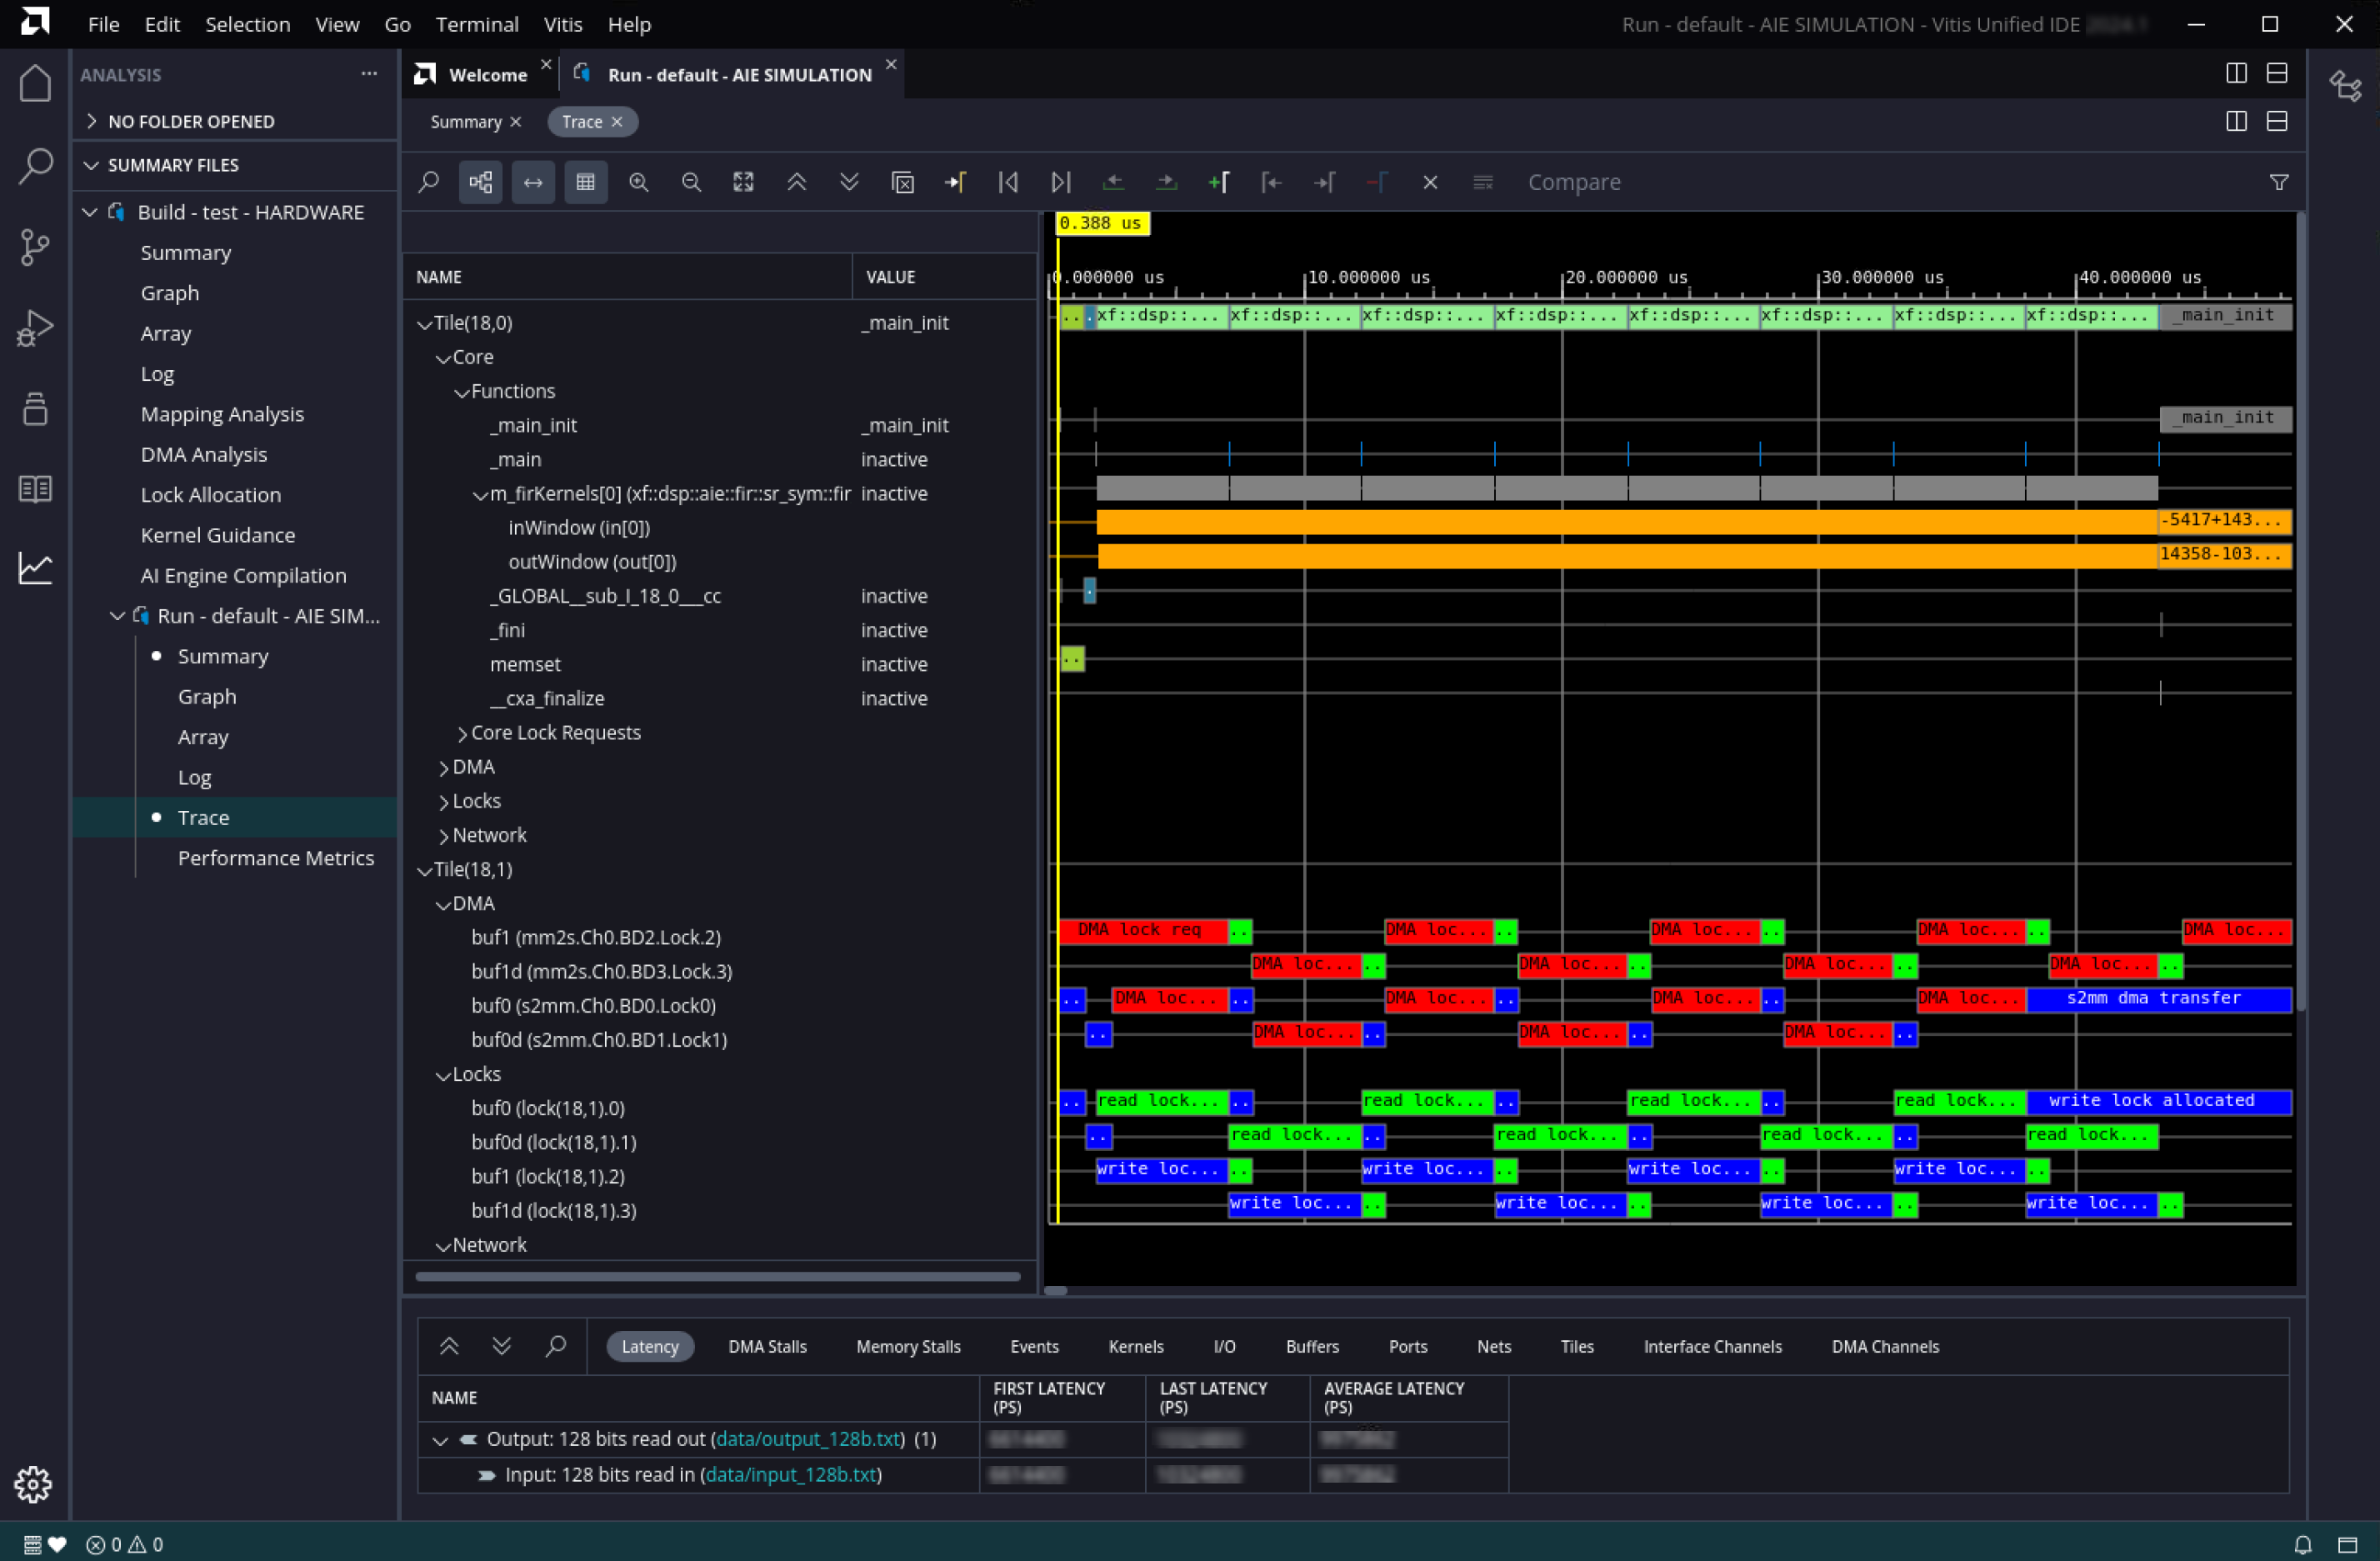 File Edit Selection View Go Terminal Vitis Help
Run - default - AIE SIMULATION - Vitis Unified IDE
ANALYSIS ...
NO FOLDER OPENED
SUMMARY FILES
Build - test - HARDWARE
Summary
Graph
Array
Log
Mapping Analysis
DMA Analysis
Lock Allocation
Kernel Guidance
AI Engine Compilation
Run - default - AIE SIM...
Summary
Graph
Array
Log
Trace
Performance Metrics
Welcome Run - default - AIE SIMULATION
Summary Trace
Compare
NAME VALUE
Tile(18,0) _main_init
Core
Functions
_main_init _main_init
_main inactive
m_firKernels[0] (xf::dsp::aie::fir::sr_sym::fir inactive
inWindow (in[0])
outWindow (out[0])
_GLOBAL__sub_I_18_0___cc inactive
_fini inactive
memset inactive
__cxa_finalize inactive
Core Lock Requests
DMA
Locks
Network
Tile(18,1)
DMA
buf1 (mm2s.Ch0.BD2.Lock.2)
buf1d (mm2s.Ch0.BD3.Lock.3)
buf0 (s2mm.Ch0.BD0.Lock0)
buf0d (s2mm.Ch0.BD1.Lock1)
Locks
buf0 (lock(18,1).0)
buf0d (lock(18,1).1)
buf1 (lock(18,1).2)
buf1d (lock(18,1).3)
Network
0.388 us
0.000000 us 10.000000 us 20.000000 us 30.000000 us 40.000000 us
.. . xf::dsp::... xf::dsp::... xf::dsp::... xf::dsp::... xf::dsp::... xf::dsp::... xf::dsp::... xf::dsp::... _main_init
_main_init
-5417+143...
14358-103...
.
..
DMA lock req .. DMA loc... .. DMA loc... .. DMA loc... .. DMA loc...
DMA loc... .. DMA loc... .. DMA loc... .. DMA loc... ..
.. DMA loc... .. DMA loc... .. DMA loc... .. DMA loc... s2mm dma transfer
.. DMA loc... .. DMA loc... .. DMA loc... ..
.. read lock... .. read lock... .. read lock... .. read lock... write lock allocated
.. read lock... .. read lock... .. read lock... .. read lock...
write loc... .. write loc... .. write loc... .. write loc... ..
write loc... .. write loc... .. write loc... .. write loc... ..
Latency DMA Stalls Memory Stalls Events Kernels I/O Buffers Ports Nets Tiles Interface Channels DMA Channels
NAME FIRST LATENCY (PS) LAST LATENCY (PS) AVERAGE LATENCY (PS)
Output: 128 bits read out (data/output_128b.txt) (1)
Input: 128 bits read in (data/input_128b.txt)
0 0